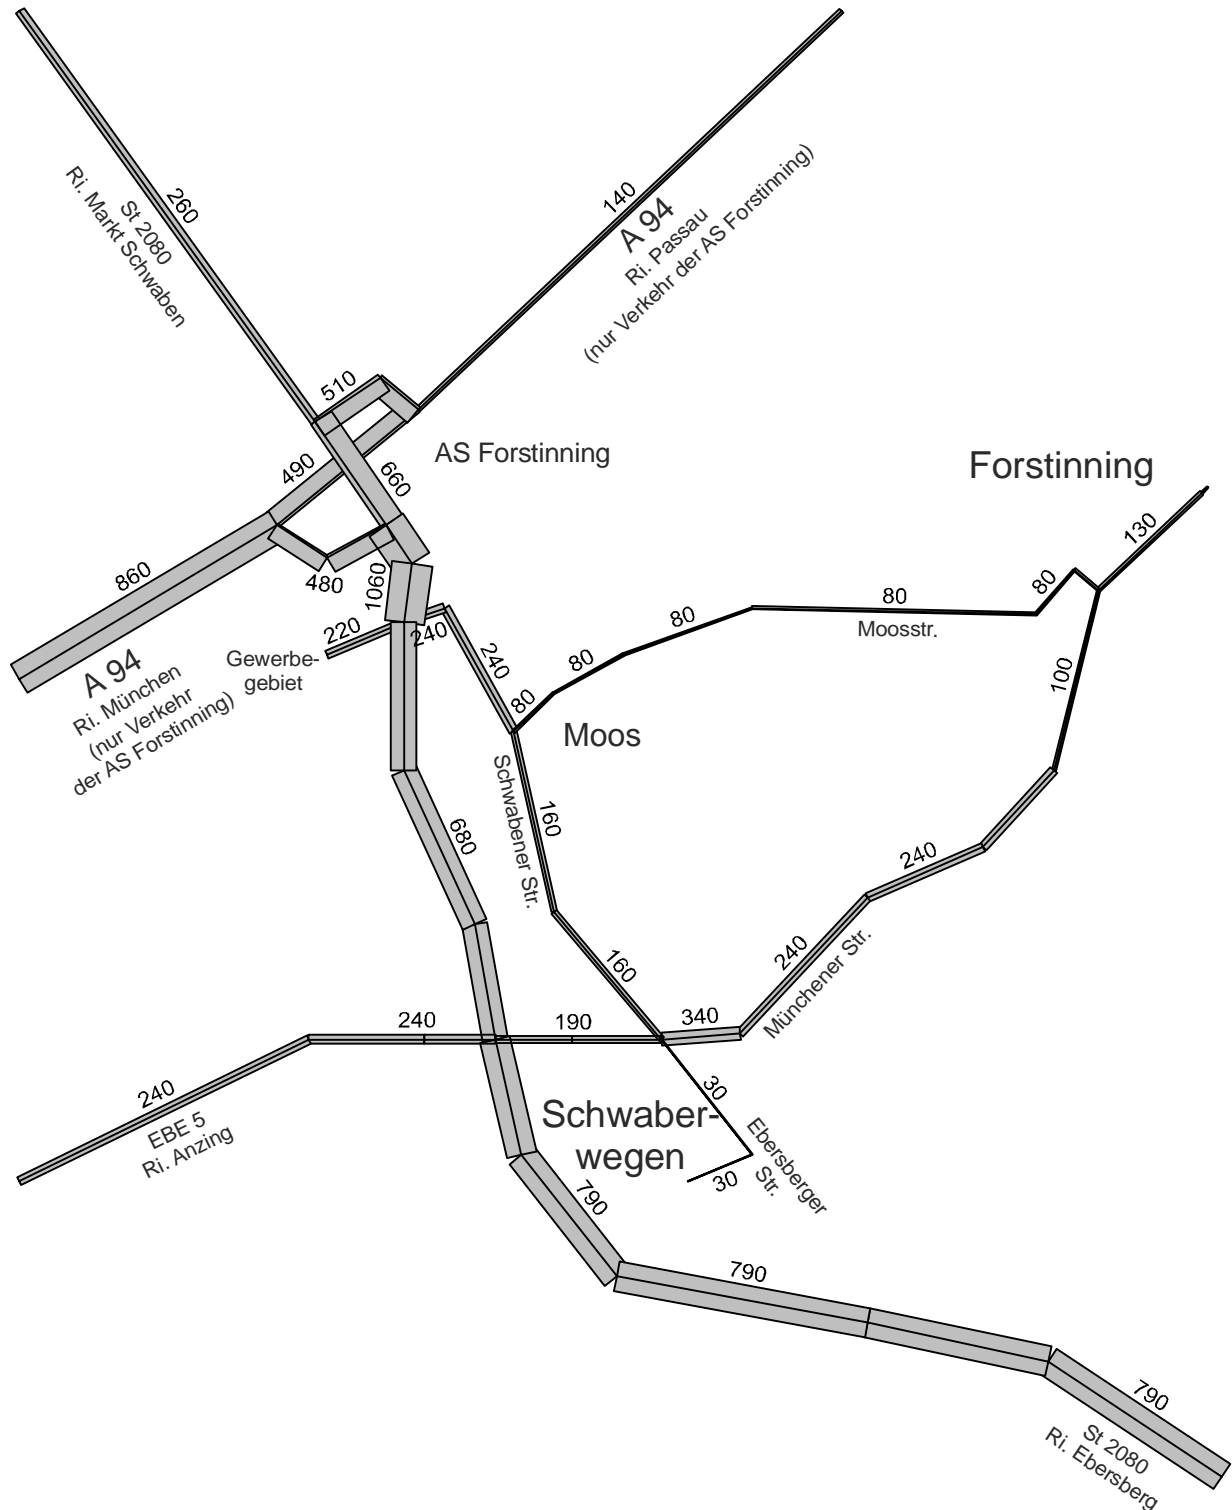 260
St 2080
Ri. Markt Schwaben
140
A 94
Ri. Passau
(nur Verkehr der AS Forstinning)
510
AS Forstinning
490
660
Forstinning
130
860
480
1060
A 94
Ri. München
(nur Verkehr
der AS Forstinning)
220
240
Gewerbe-
gebiet
240
80
80
80
80
80
Moosstr.
100
Moos
Schwabener Str.
160
680
240
240
Münchener Str.
160
340
240
190
240
EBE 5
Ri. Anzing
30
Schwaber-
wegen
30
Ebersberger
Str.
790
790
790
St 2080
Ri. Ebersberg